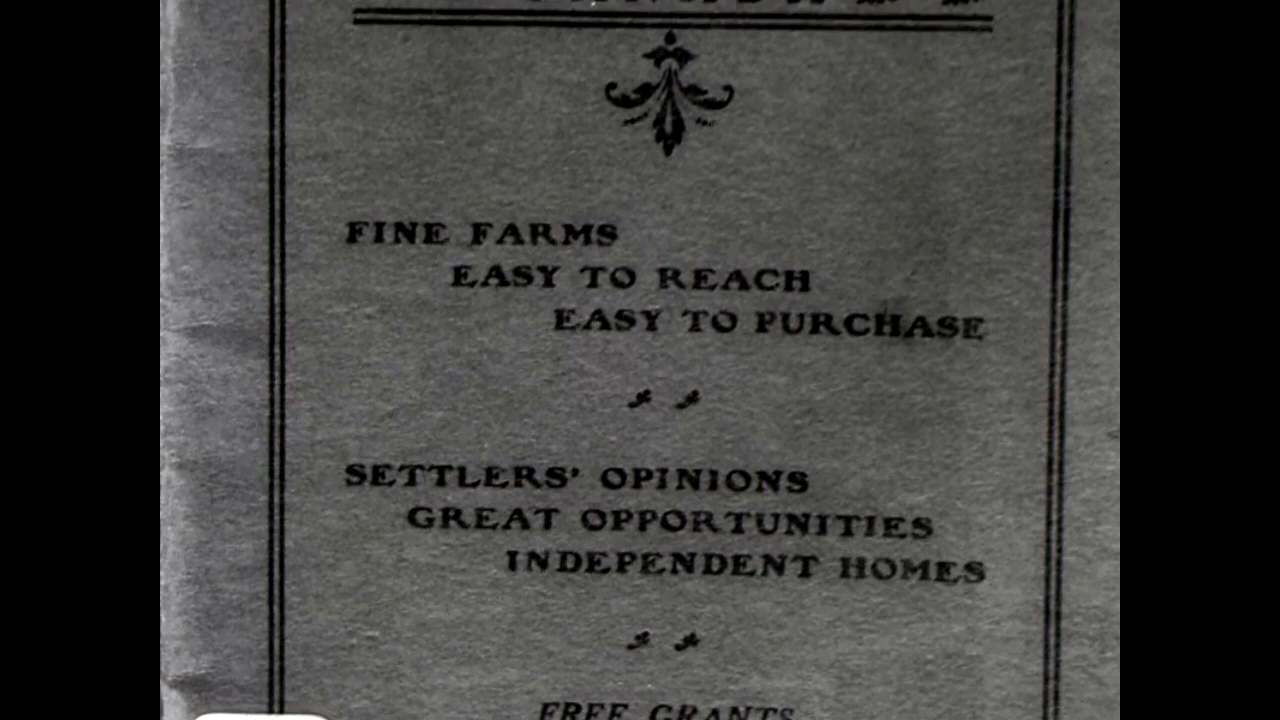 FINE FARMS
EASY TO REACH
EASY TO PURCHASE
SETTLERS' OPINIONS
GREAT OPPORTUNITIES
INDEPENDENT HOMES
FREE GRANTS